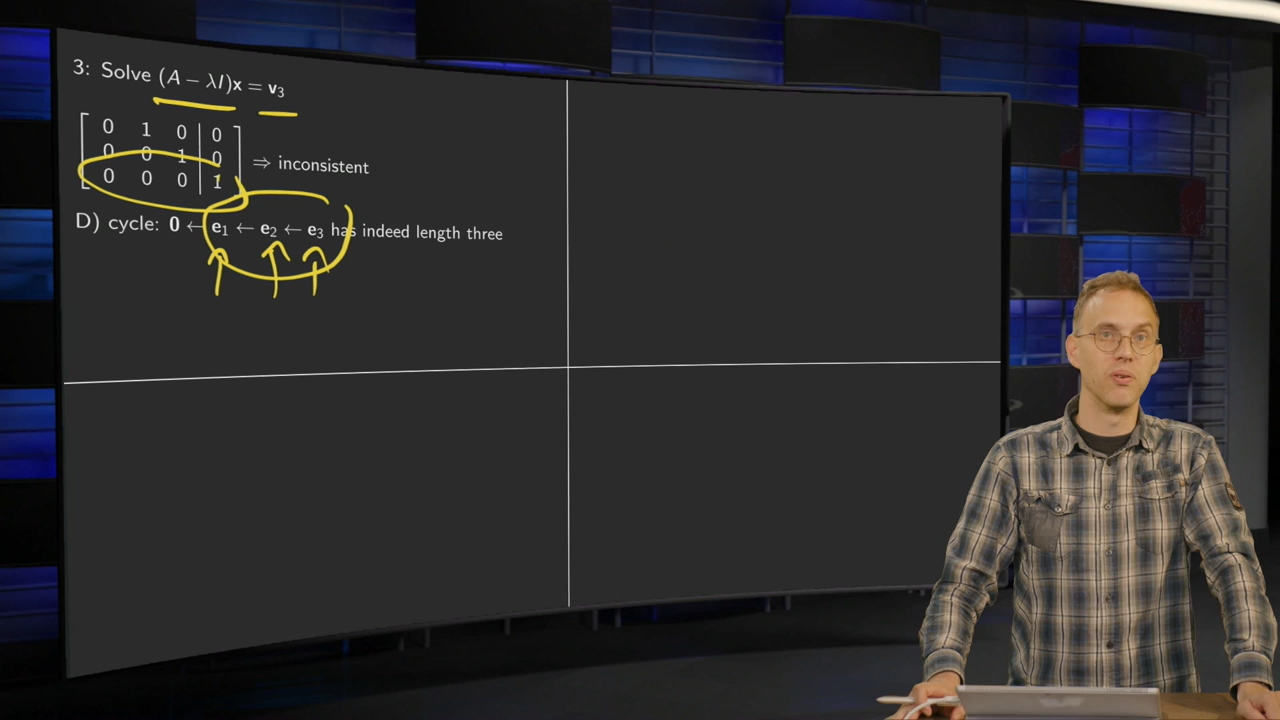 3: Solve (A − λI)x = v₃
0 1 0 | 0
0 0 1 | 0 ⇒ inconsistent
0 0 0 | 1
D) cycle: 0 ← e₁ ← e₂ ← e₃ has indeed length three